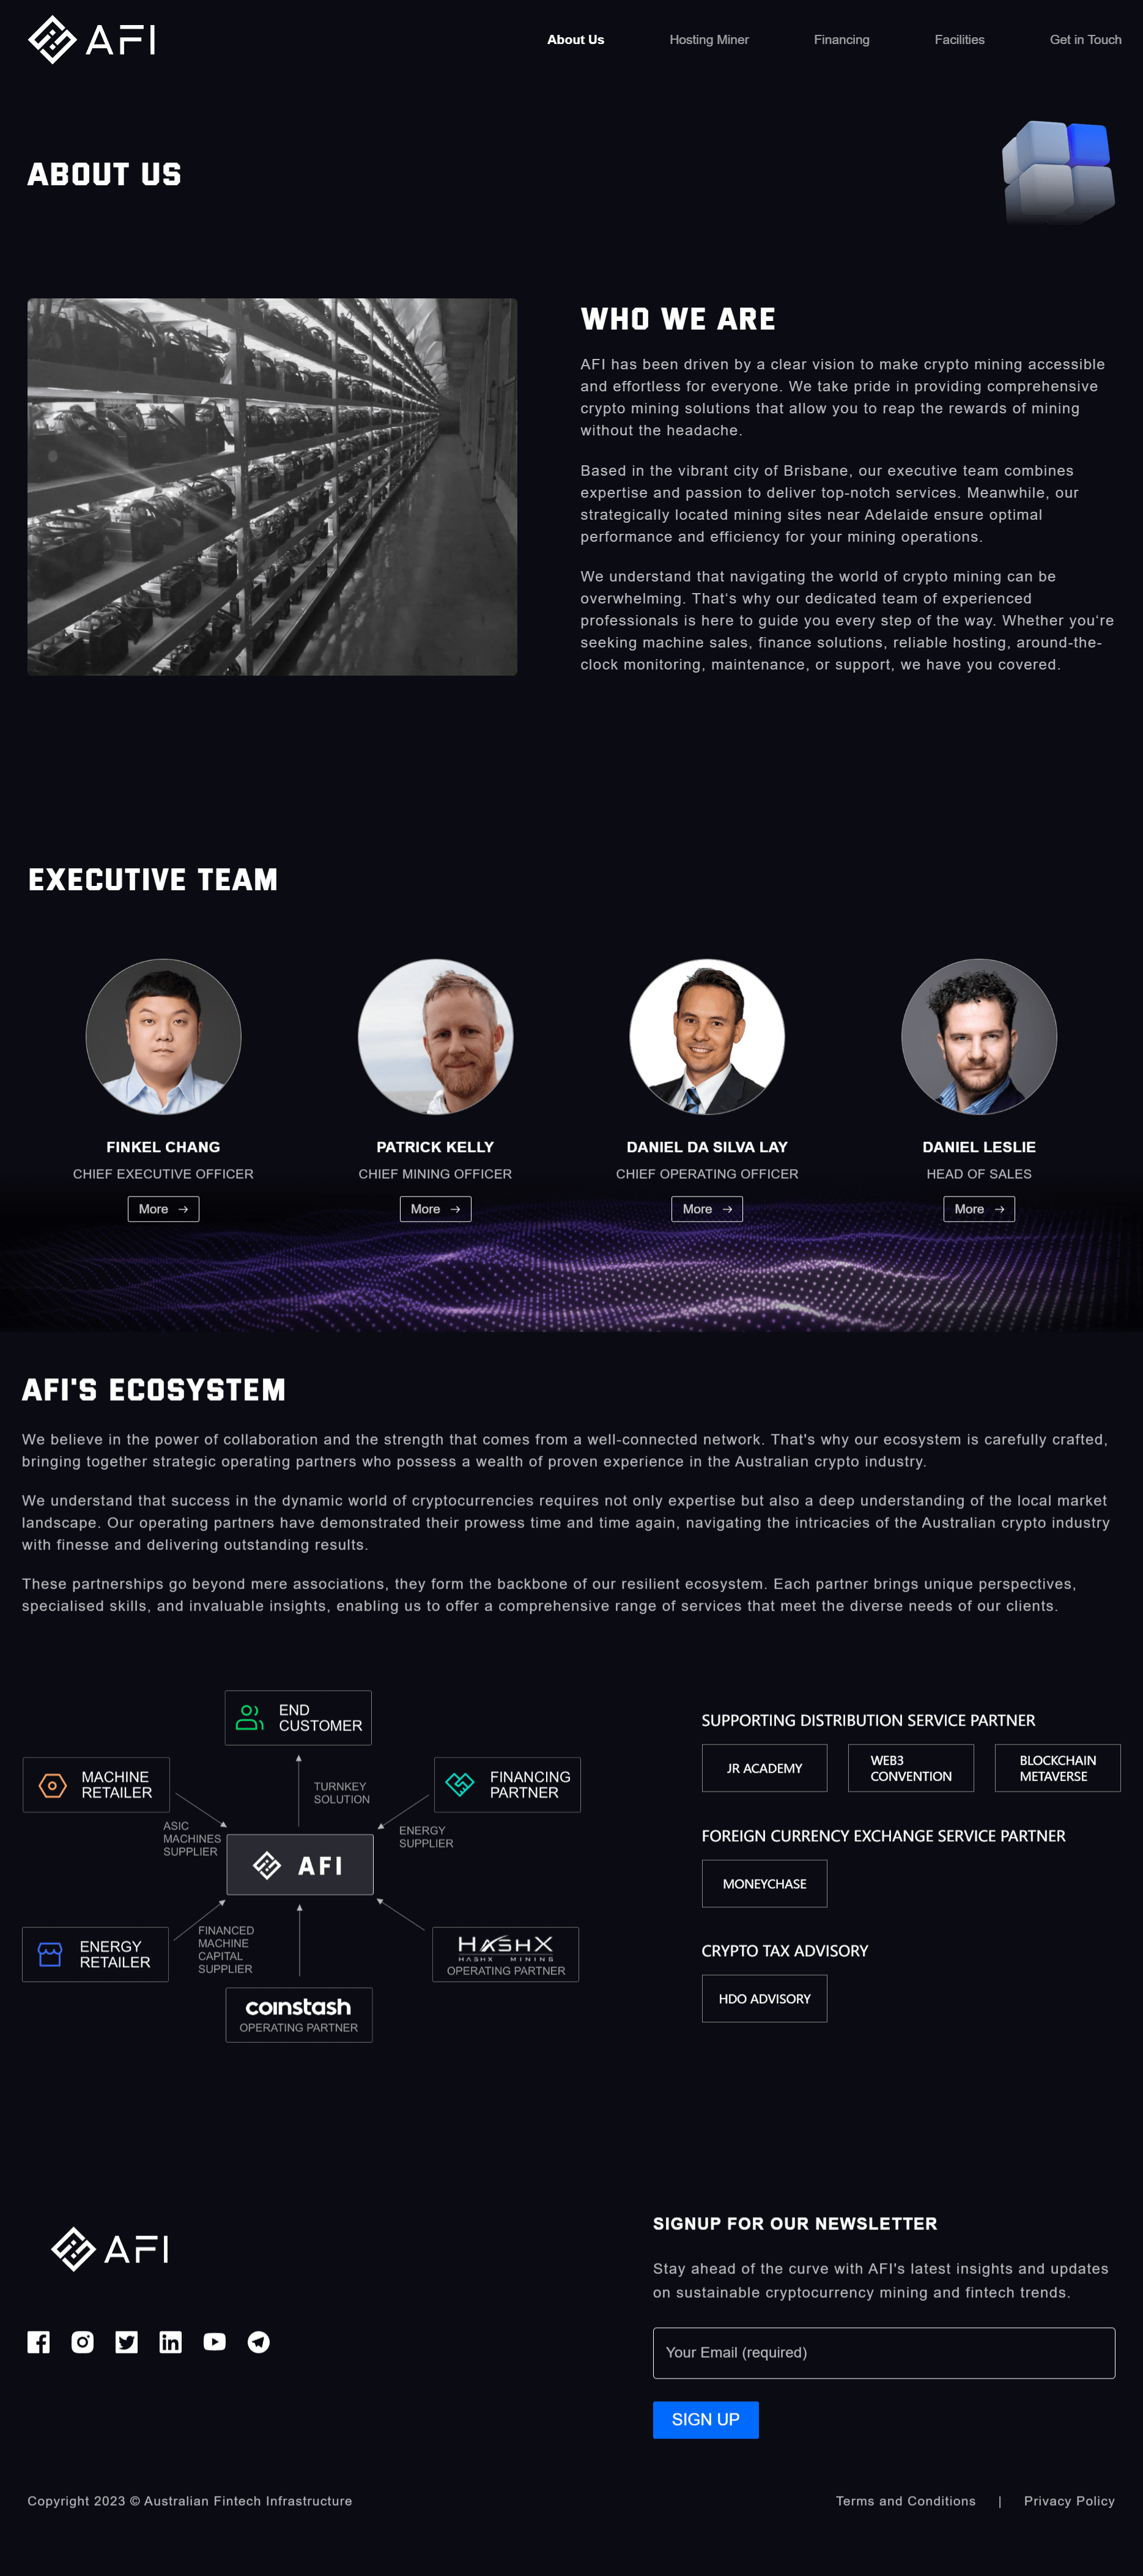 AFI
About Us
Hosting Miner
Financing
Facilities
Get in Touch
ABOUT US
WHO WE ARE
AFI has been driven by a clear vision to make crypto mining accessible
and effortless for everyone. We take pride in providing comprehensive
crypto mining solutions that allow you to reap the rewards of mining
without the headache.
Based in the vibrant city of Brisbane, our executive team combines
expertise and passion to deliver top-notch services. Meanwhile, our
strategically located mining sites near Adelaide ensure optimal
performance and efficiency for your mining operations.
We understand that navigating the world of crypto mining can be
overwhelming. That‘s why our dedicated team of experienced
professionals is here to guide you every step of the way. Whether you‘re
seeking machine sales, finance solutions, reliable hosting, around-the-
clock monitoring, maintenance, or support, we have you covered.
EXECUTIVE TEAM
FINKEL CHANG
CHIEF EXECUTIVE OFFICER
More →
PATRICK KELLY
CHIEF MINING OFFICER
More →
DANIEL DA SILVA LAY
CHIEF OPERATING OFFICER
More →
DANIEL LESLIE
HEAD OF SALES
More →
AFI'S ECOSYSTEM
We believe in the power of collaboration and the strength that comes from a well-connected network. That's why our ecosystem is carefully crafted,
bringing together strategic operating partners who possess a wealth of proven experience in the Australian crypto industry.
We understand that success in the dynamic world of cryptocurrencies requires not only expertise but also a deep understanding of the local market
landscape. Our operating partners have demonstrated their prowess time and time again, navigating the intricacies of the Australian crypto industry
with finesse and delivering outstanding results.
These partnerships go beyond mere associations, they form the backbone of our resilient ecosystem. Each partner brings unique perspectives,
specialised skills, and invaluable insights, enabling us to offer a comprehensive range of services that meet the diverse needs of our clients.
END
CUSTOMER
MACHINE
RETAILER
TURNKEY
SOLUTION
FINANCING
PARTNER
ASIC
MACHINES
SUPPLIER
ENERGY
SUPPLIER
AFI
ENERGY
RETAILER
FINANCED
MACHINE
CAPITAL
SUPPLIER
HASHX
HASHX MINING
OPERATING PARTNER
coinstash
OPERATING PARTNER
SUPPORTING DISTRIBUTION SERVICE PARTNER
JR ACADEMY
WEB3
CONVENTION
BLOCKCHAIN
METAVERSE
FOREIGN CURRENCY EXCHANGE SERVICE PARTNER
MONEYCHASE
CRYPTO TAX ADVISORY
HDO ADVISORY
AFI
SIGNUP FOR OUR NEWSLETTER
Stay ahead of the curve with AFI's latest insights and updates
on sustainable cryptocurrency mining and fintech trends.
Your Email (required)
SIGN UP
Copyright 2023 © Australian Fintech Infrastructure
Terms and Conditions | Privacy Policy